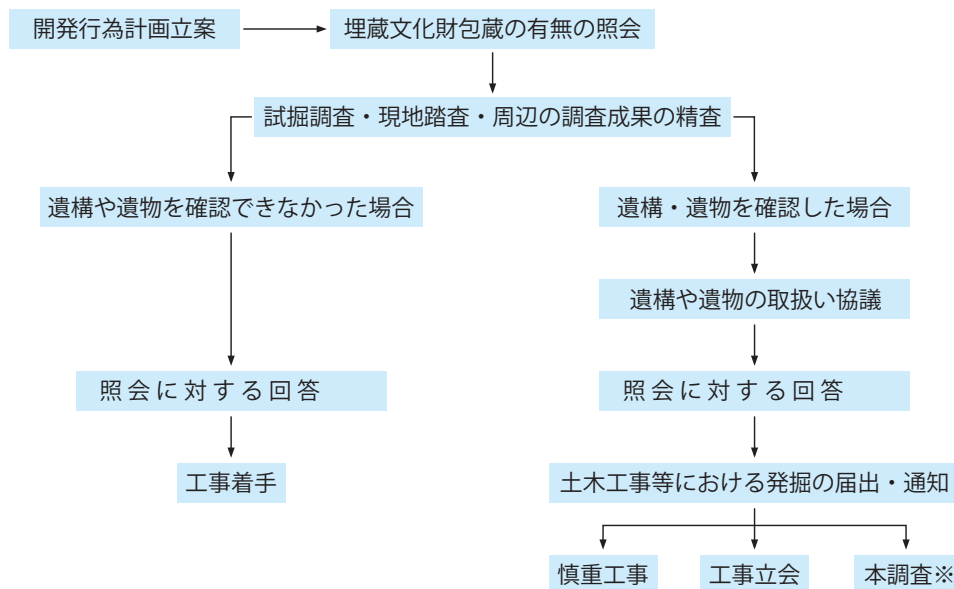 開発行為計画立案
埋蔵文化財包蔵の有無の照会
試掘調査・現地踏査・周辺の調査成果の精査
遺構や遺物を確認できなかった場合
遺構・遺物を確認した場合
遺構や遺物の取扱い協議
照会に対する回答
照会に対する回答
工事着手
土木工事等における発掘の届出・通知
慎重工事
工事立会
本調査※